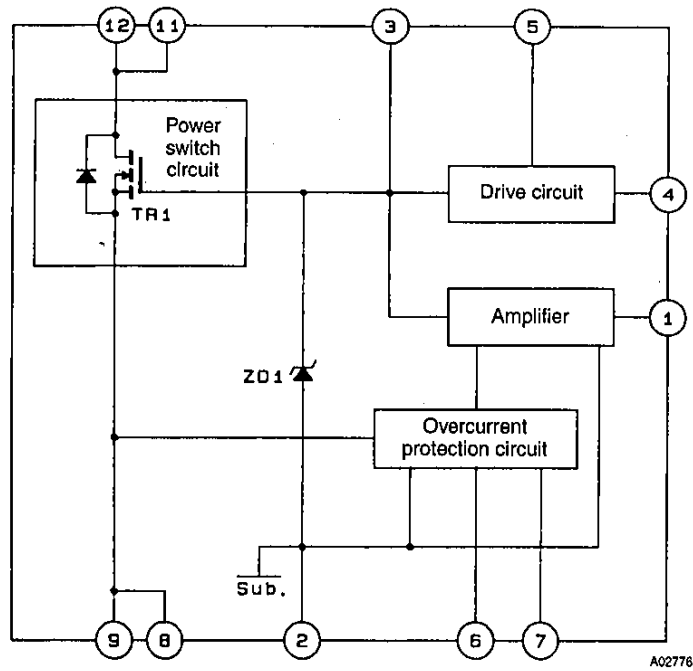 12 11 3 5
Power
switch
circuit
TR1
Drive circuit
4
Amplifier
1
ZD1
Overcurrent
protection circuit
Sub.
9 8 2 6 7
A02776